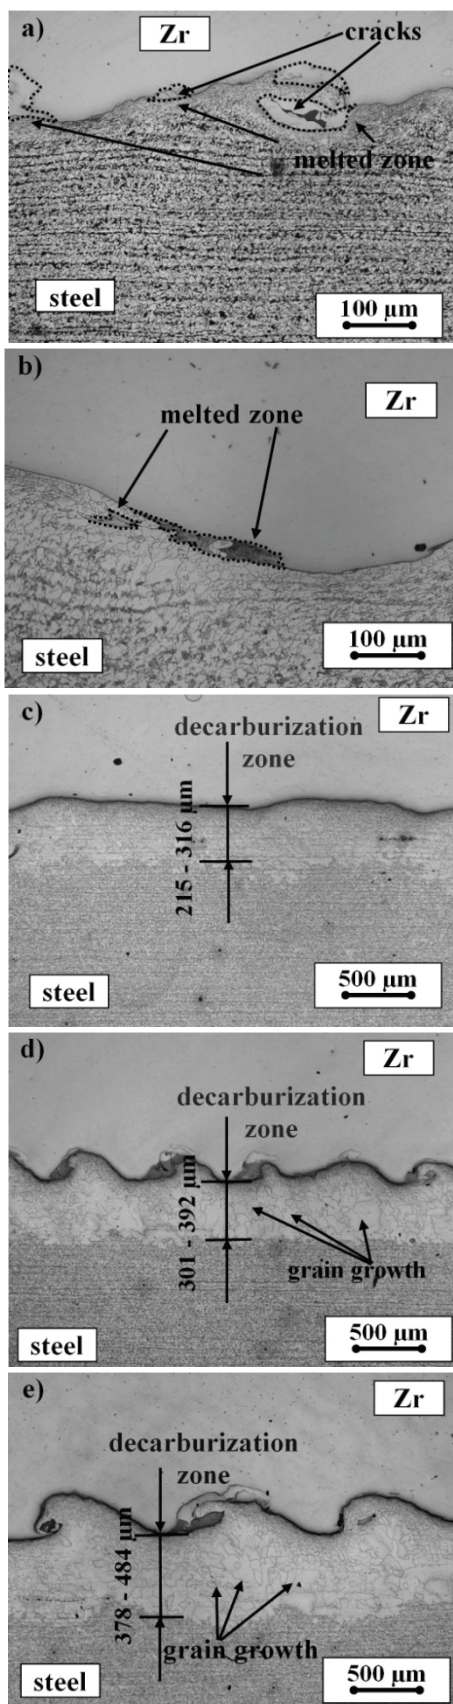 a)
Zr
cracks
melted zone
steel
100 μm
b)
Zr
melted zone
steel
100 μm
c)
Zr
decarburization
zone
215 - 316 μm
steel
500 μm
d)
Zr
decarburization
zone
301 - 392 μm
grain growth
steel
500 μm
e)
Zr
decarburization
zone
378 - 484 μm
grain growth
steel
500 μm